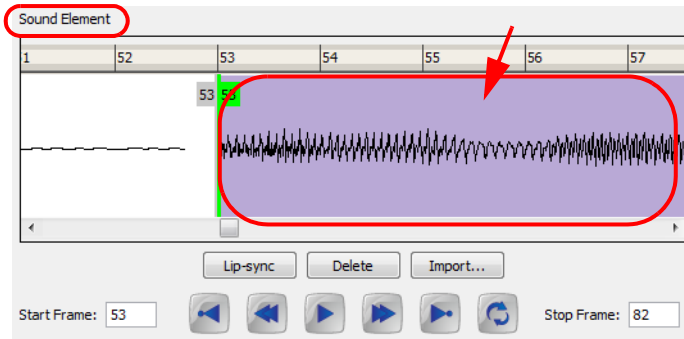 Sound Element
1 52 53 54 55 56 57
53 53
Lip-sync Delete Import...
Start Frame: 53 Stop Frame: 82